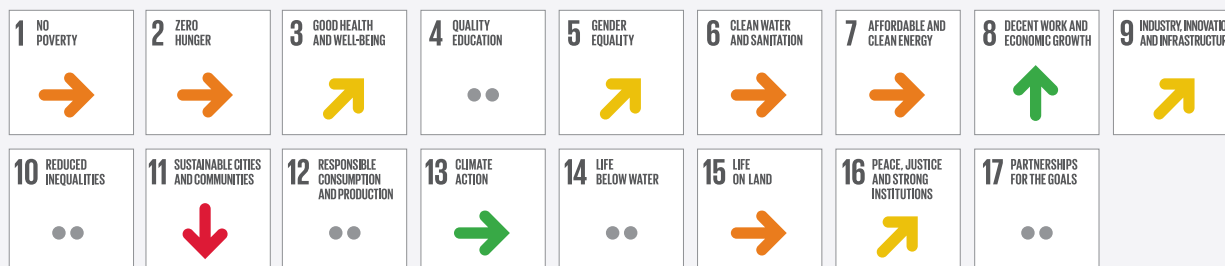 1 NO
POVERTY
2 ZERO
HUNGER
3 GOOD HEALTH
AND WELL-BEING
4 QUALITY
EDUCATION
5 GENDER
EQUALITY
6 CLEAN WATER
AND SANITATION
7 AFFORDABLE AND
CLEAN ENERGY
8 DECENT WORK AND
ECONOMIC GROWTH
9 INDUSTRY,
AND
10 REDUCED
INEQUALITIES
11 SUSTAINABLE CITIES
AND COMMUNITIES
12 RESPONSIBLE
CONSUMPTION
AND PRODUCTION
13 CLIMATE
ACTION
14 LIFE
BELOW WATER
15 LIFE
ON LAND
16 PEACE, JUSTICE
AND STRONG
INSTITUTIONS
17 PARTNERSHIPS
FOR THE GOALS